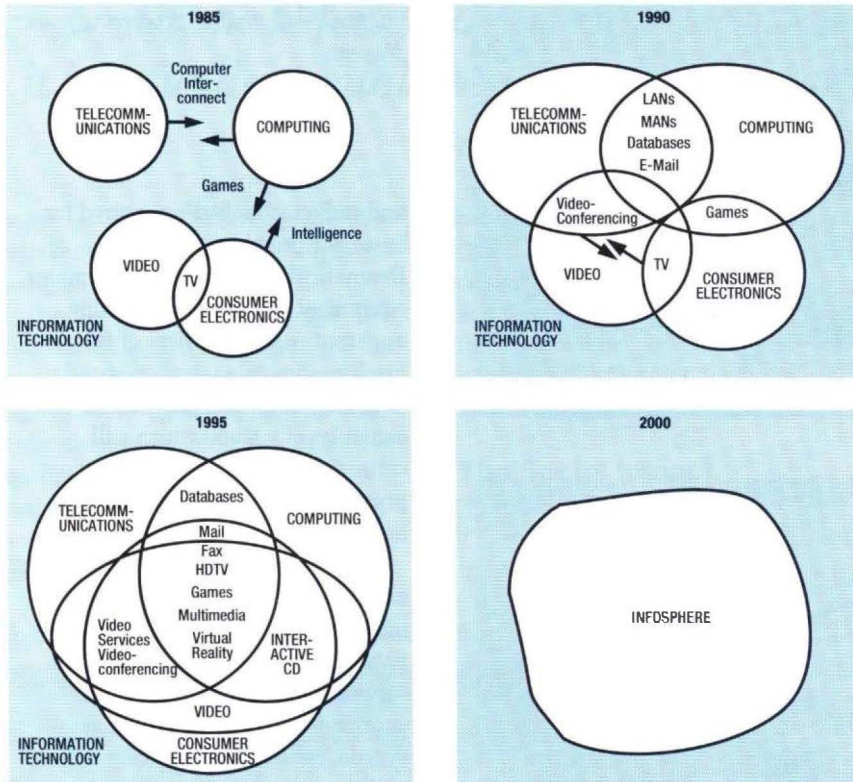 1985
Computer
Inter-
connect
TELECOMM-
UNICATIONS
COMPUTING
Games
Intelligence
VIDEO
TV
CONSUMER
ELECTRONICS
INFORMATION
TECHNOLOGY
1990
TELECOMM-
UNICATIONS
LANs
MANs
Databases
E-Mail
COMPUTING
Video-
Conferencing
Games
VIDEO
TV
CONSUMER
ELECTRONICS
INFORMATION
TECHNOLOGY
1995
TELECOMM-
UNICATIONS
Databases
COMPUTING
Mail
Fax
HDTV
Games
Multimedia
Virtual
Reality
Video
Services
Video-
conferencing
INTER-
ACTIVE
CD
VIDEO
CONSUMER
ELECTRONICS
INFORMATION
TECHNOLOGY
2000
INFOSPHERE